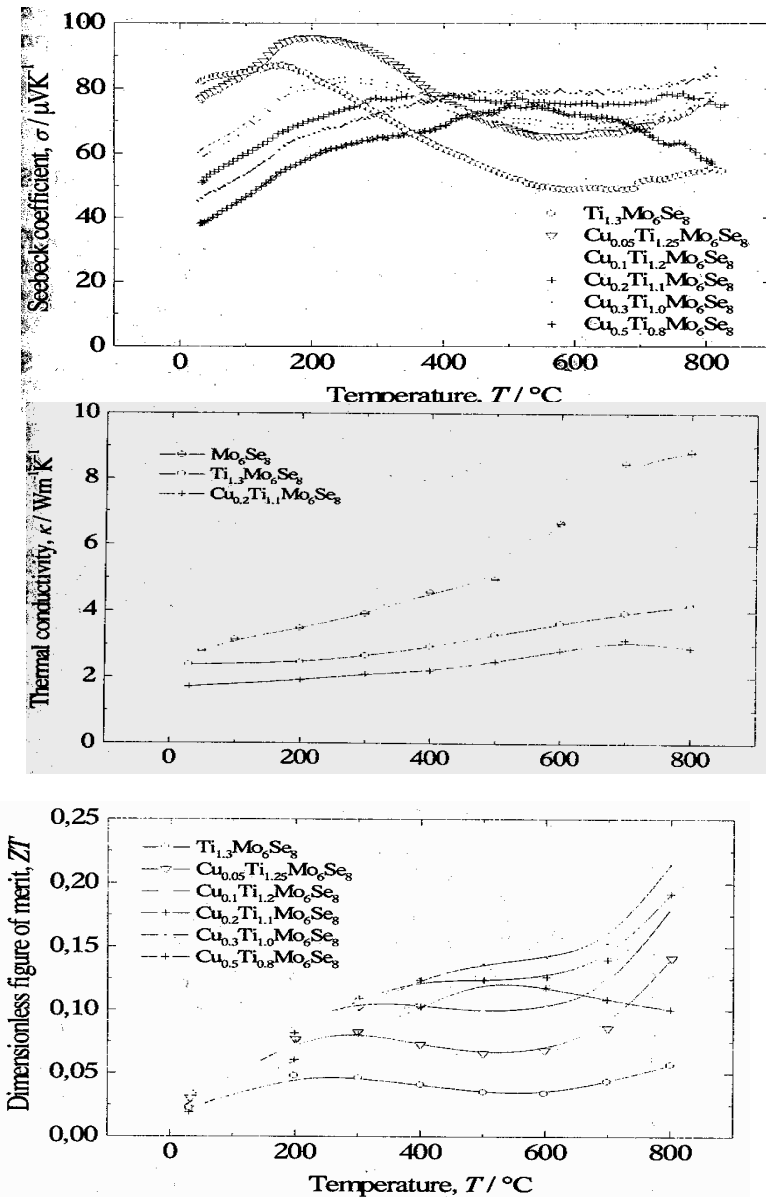 100
80
60
40
20
0
Seebeck coefficient, σ / µVK⁻¹
Ti₁.₃Mo₆Se₈
Cu₀.₀₅Ti₁.₂₅Mo₆Se₈
Cu₀.₁Ti₁.₂Mo₆Se₈
Cu₀.₂Ti₁.₁Mo₆Se₈
Cu₀.₃Ti₁.₀Mo₆Se₈
Cu₀.₅Ti₀.₈Mo₆Se₈
0 200 400 600 800
Temperature, T / °C
10
8
6
4
2
0
Thermal conductivity, κ / Wm⁻¹K⁻¹
Mo₆Se₈
Ti₁.₃Mo₆Se₈
Cu₀.₂Ti₁.₁Mo₆Se₈
0 200 400 600 800
0,25
0,20
0,15
0,10
0,05
0,00
Dimensionless figure of merit, ZT
Ti₁.₃Mo₆Se₈
Cu₀.₀₅Ti₁.₂₅Mo₆Se₈
Cu₀.₁Ti₁.₂Mo₆Se₈
Cu₀.₂Ti₁.₁Mo₆Se₈
Cu₀.₃Ti₁.₀Mo₆Se₈
Cu₀.₅Ti₀.₈Mo₆Se₈
0 200 400 600 800
Temperature, T / °C